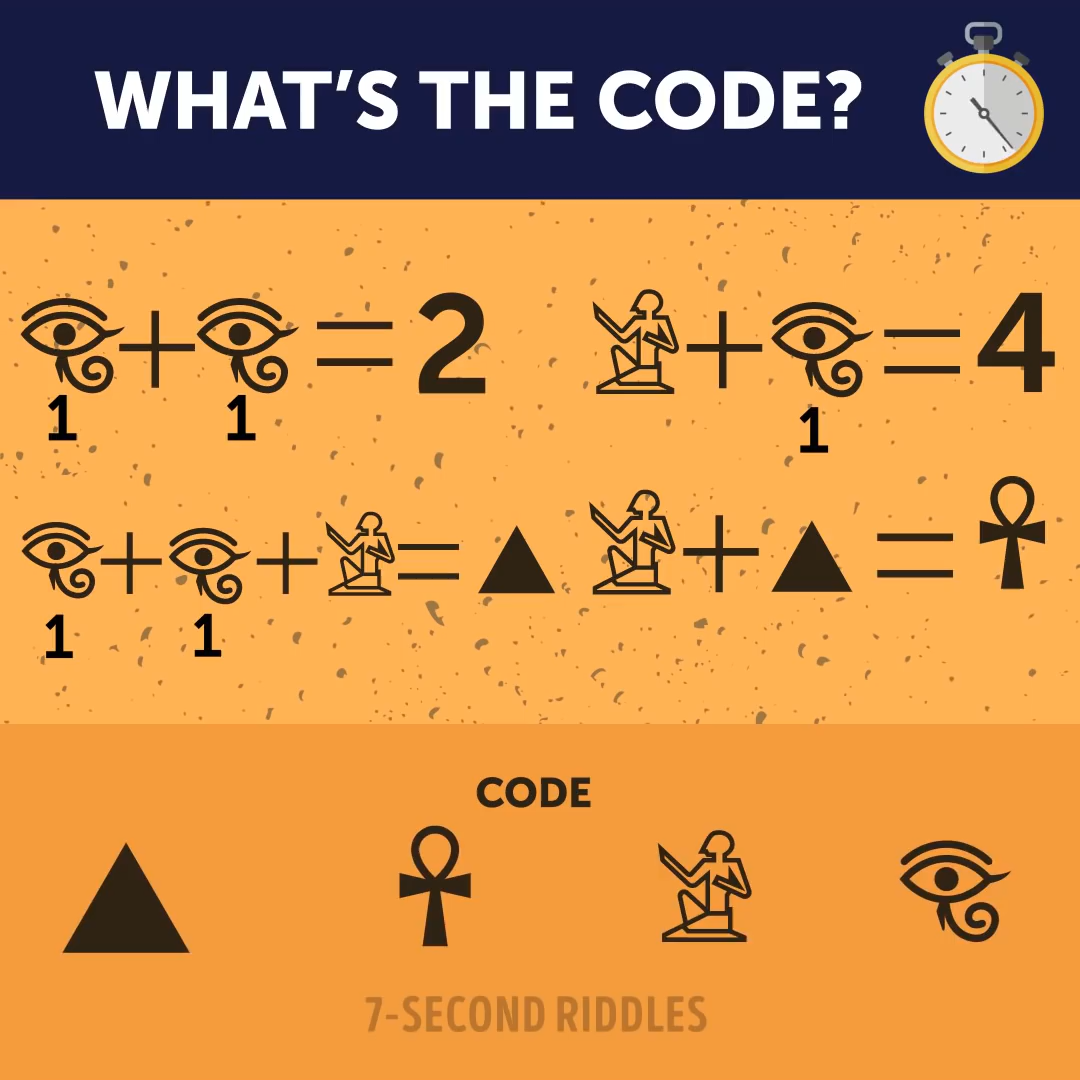 WHAT'S THE CODE?
+ = 2
+ = 4
1 1
1
+ + =
+ =
1 1
CODE
7-SECOND RIDDLES